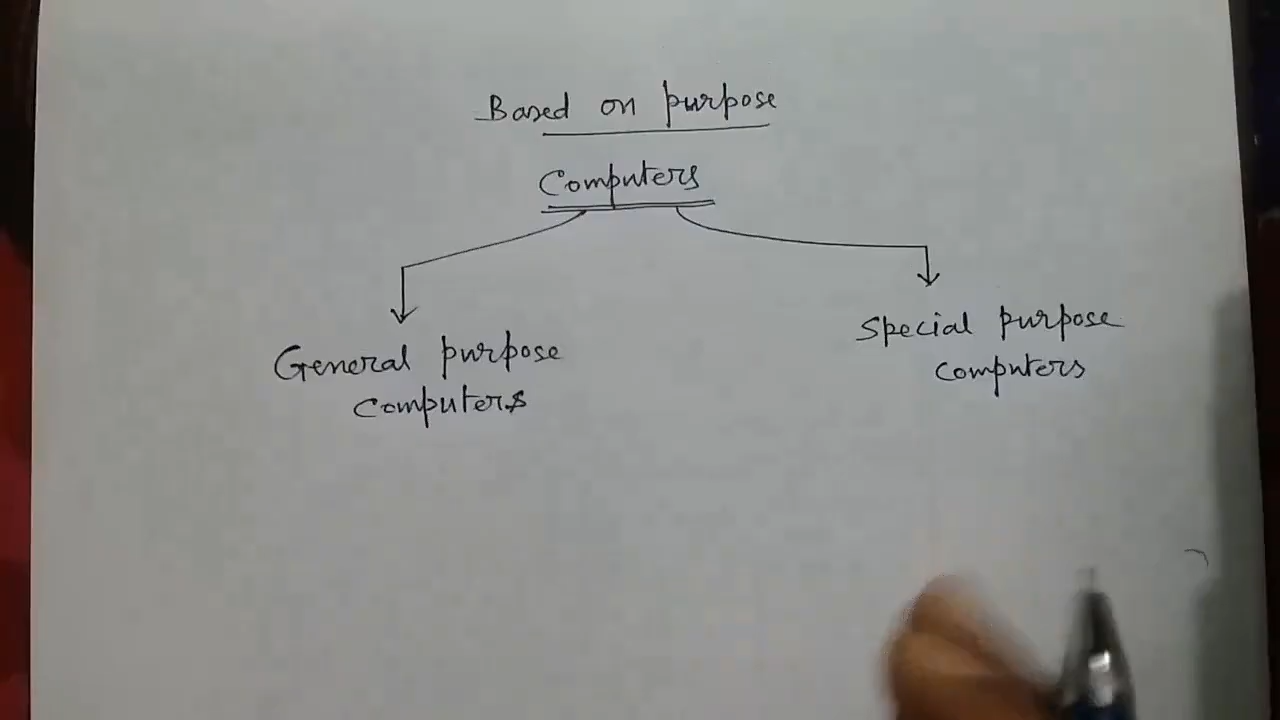 Based on purpose
Computers
General purpose
computers
Special purpose
computers